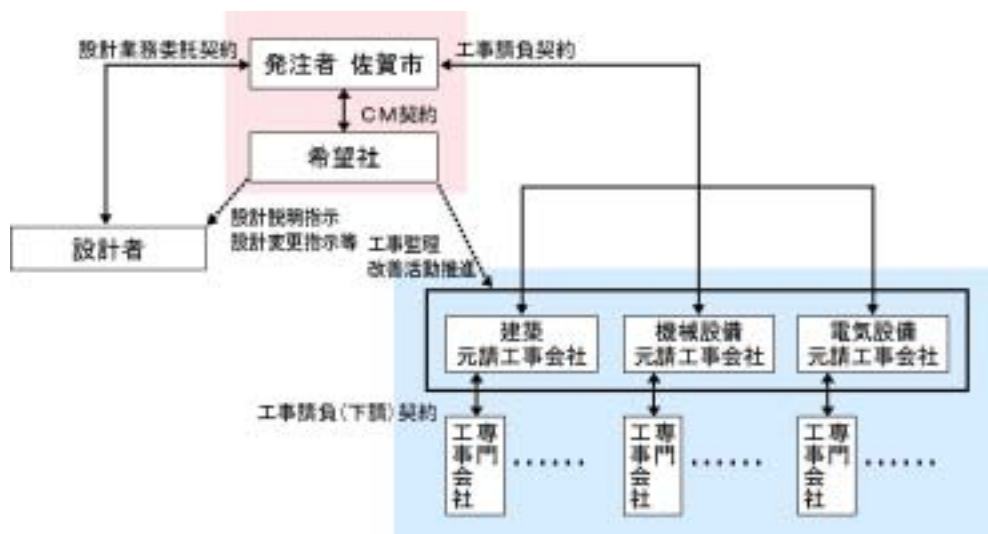 設計業務委託契約
発注者 佐賀市
工事請負契約
CM契約
希望社
設計者
設計説明指示
設計変更指示等
工事監理
改善活動推進
建築
元請工事会社
機械設備
元請工事会社
電気設備
元請工事会社
工事請負(下請)契約
専門
工事会社
……
専門
工事会社
……
専門
工事会社
……